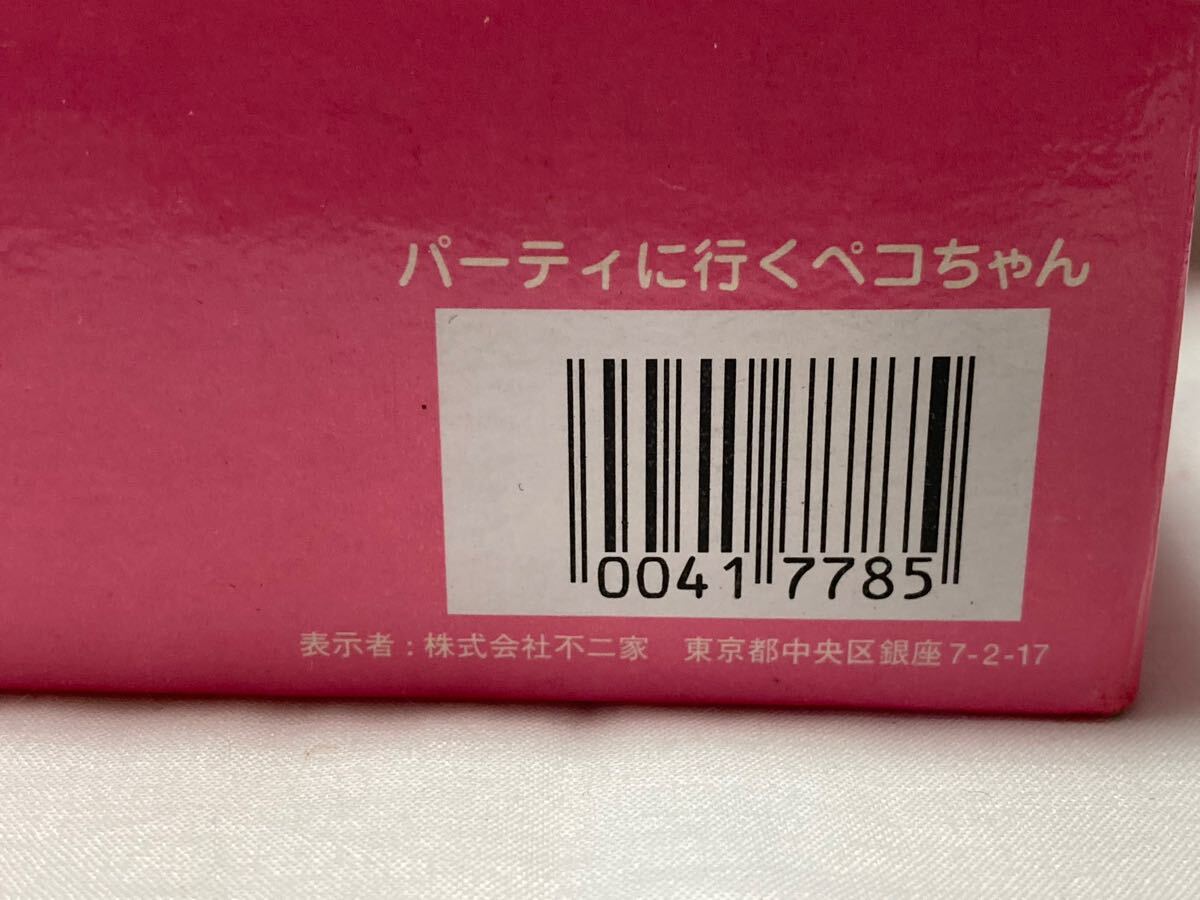 パーティに行くペコちゃん
0041 7785
表示者：株式会社不二家　東京都中央区銀座7-2-17